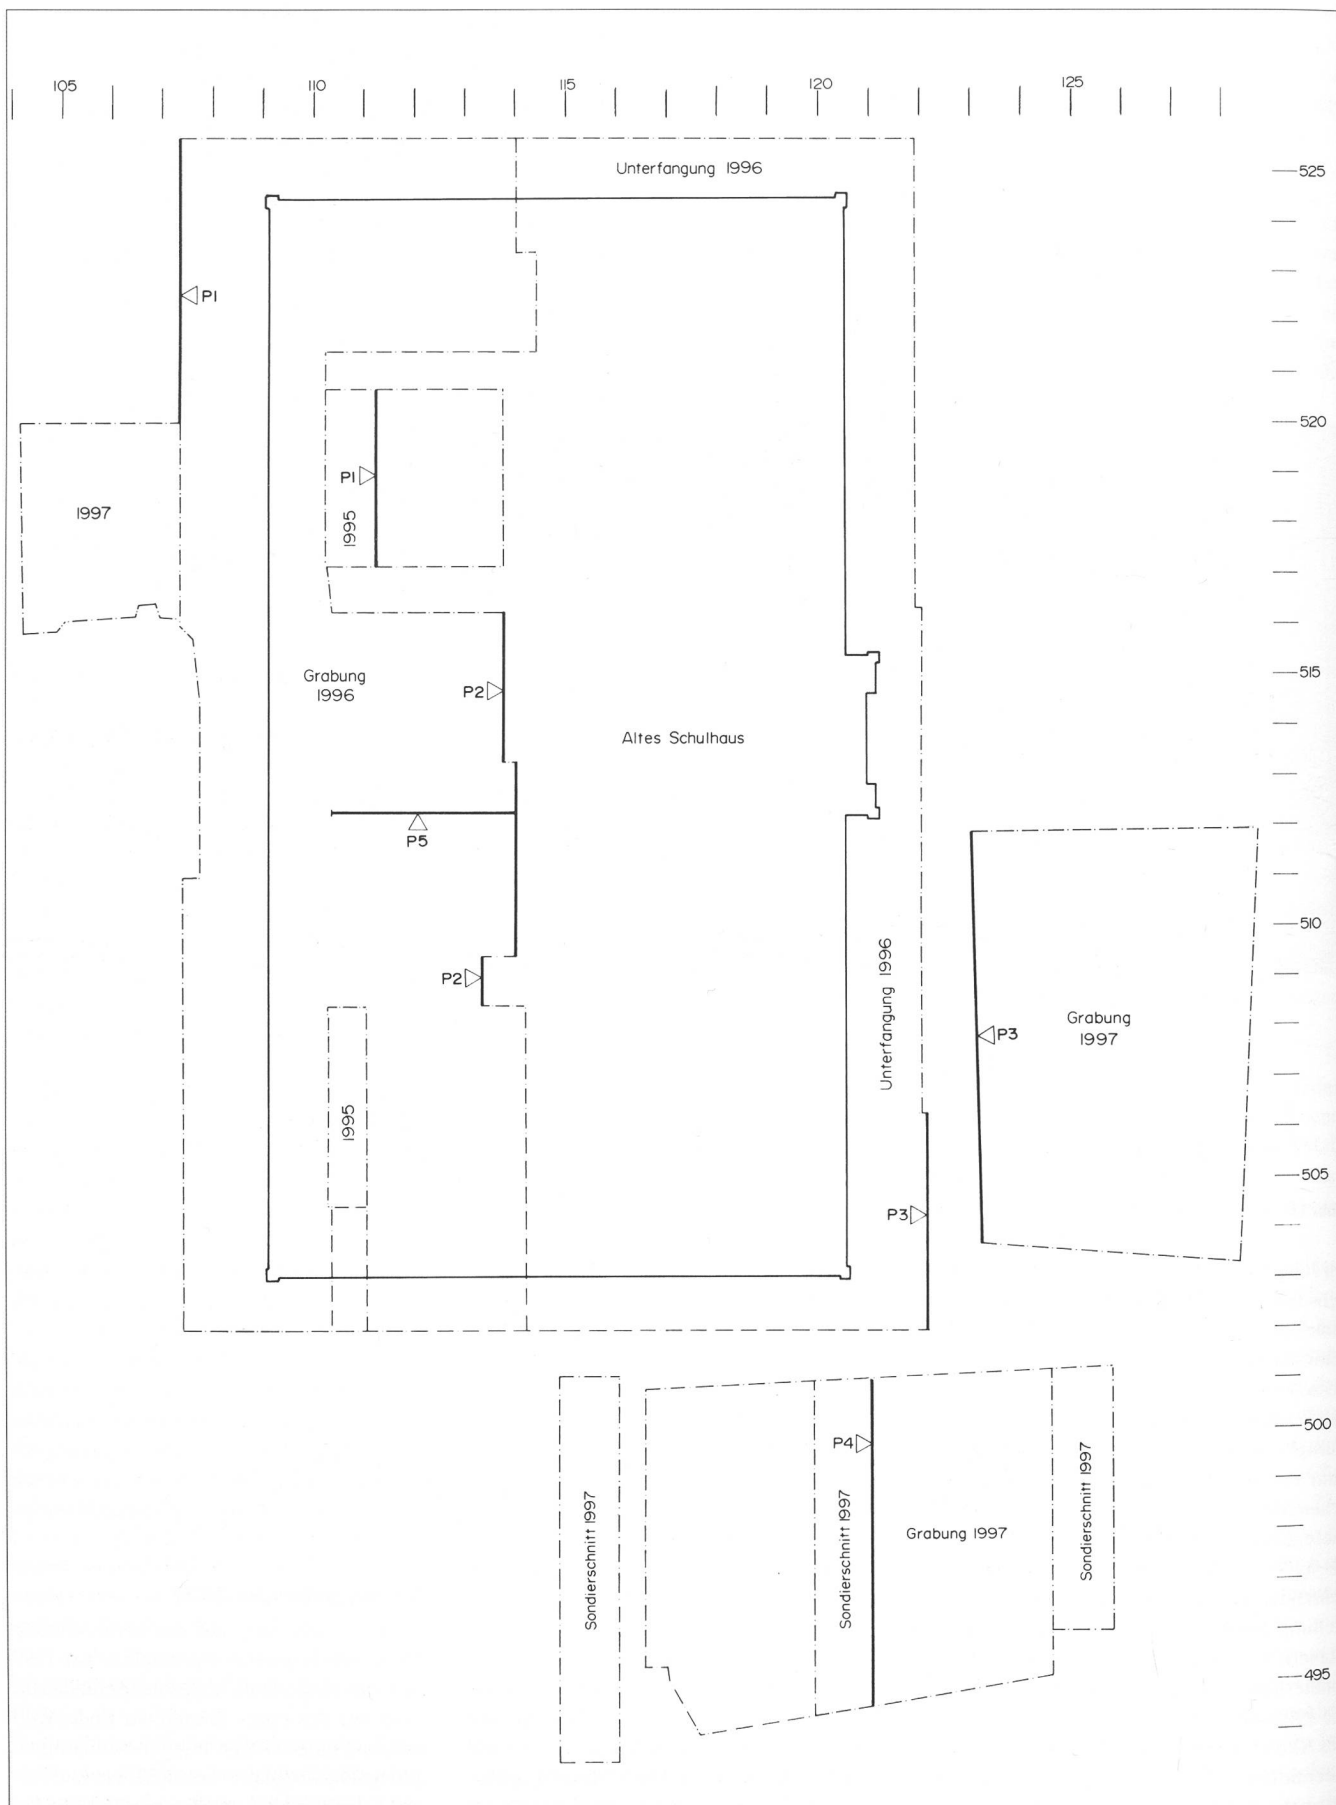 105
110
115
120
125
Unterfangung 1996
525
P1
520
P1
1995
1997
Grabung
1996
P2
515
Altes Schulhaus
P5
510
P2
Unterfangung 1996
Grabung
1997
P3
1995
505
P3
500
P4
Sondierschnitt 1997
Sondierschnitt 1997
Grabung 1997
Sondierschnitt 1997
495